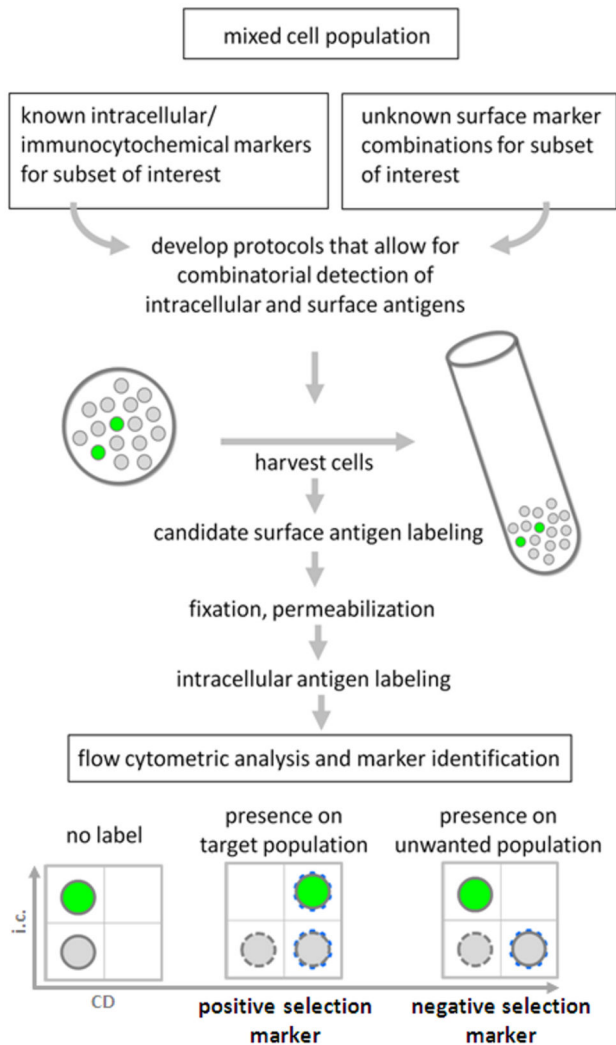 mixed cell population
known intracellular/
immunocytochemical markers
for subset of interest
unknown surface marker
combinations for subset
of interest
develop protocols that allow for
combinatorial detection of
intracellular and surface antigens
harvest cells
candidate surface antigen labeling
fixation, permeabilization
intracellular antigen labeling
flow cytometric analysis and marker identification
no label
presence on
target population
presence on
unwanted population
i.c.
CD
positive selection
marker
negative selection
marker